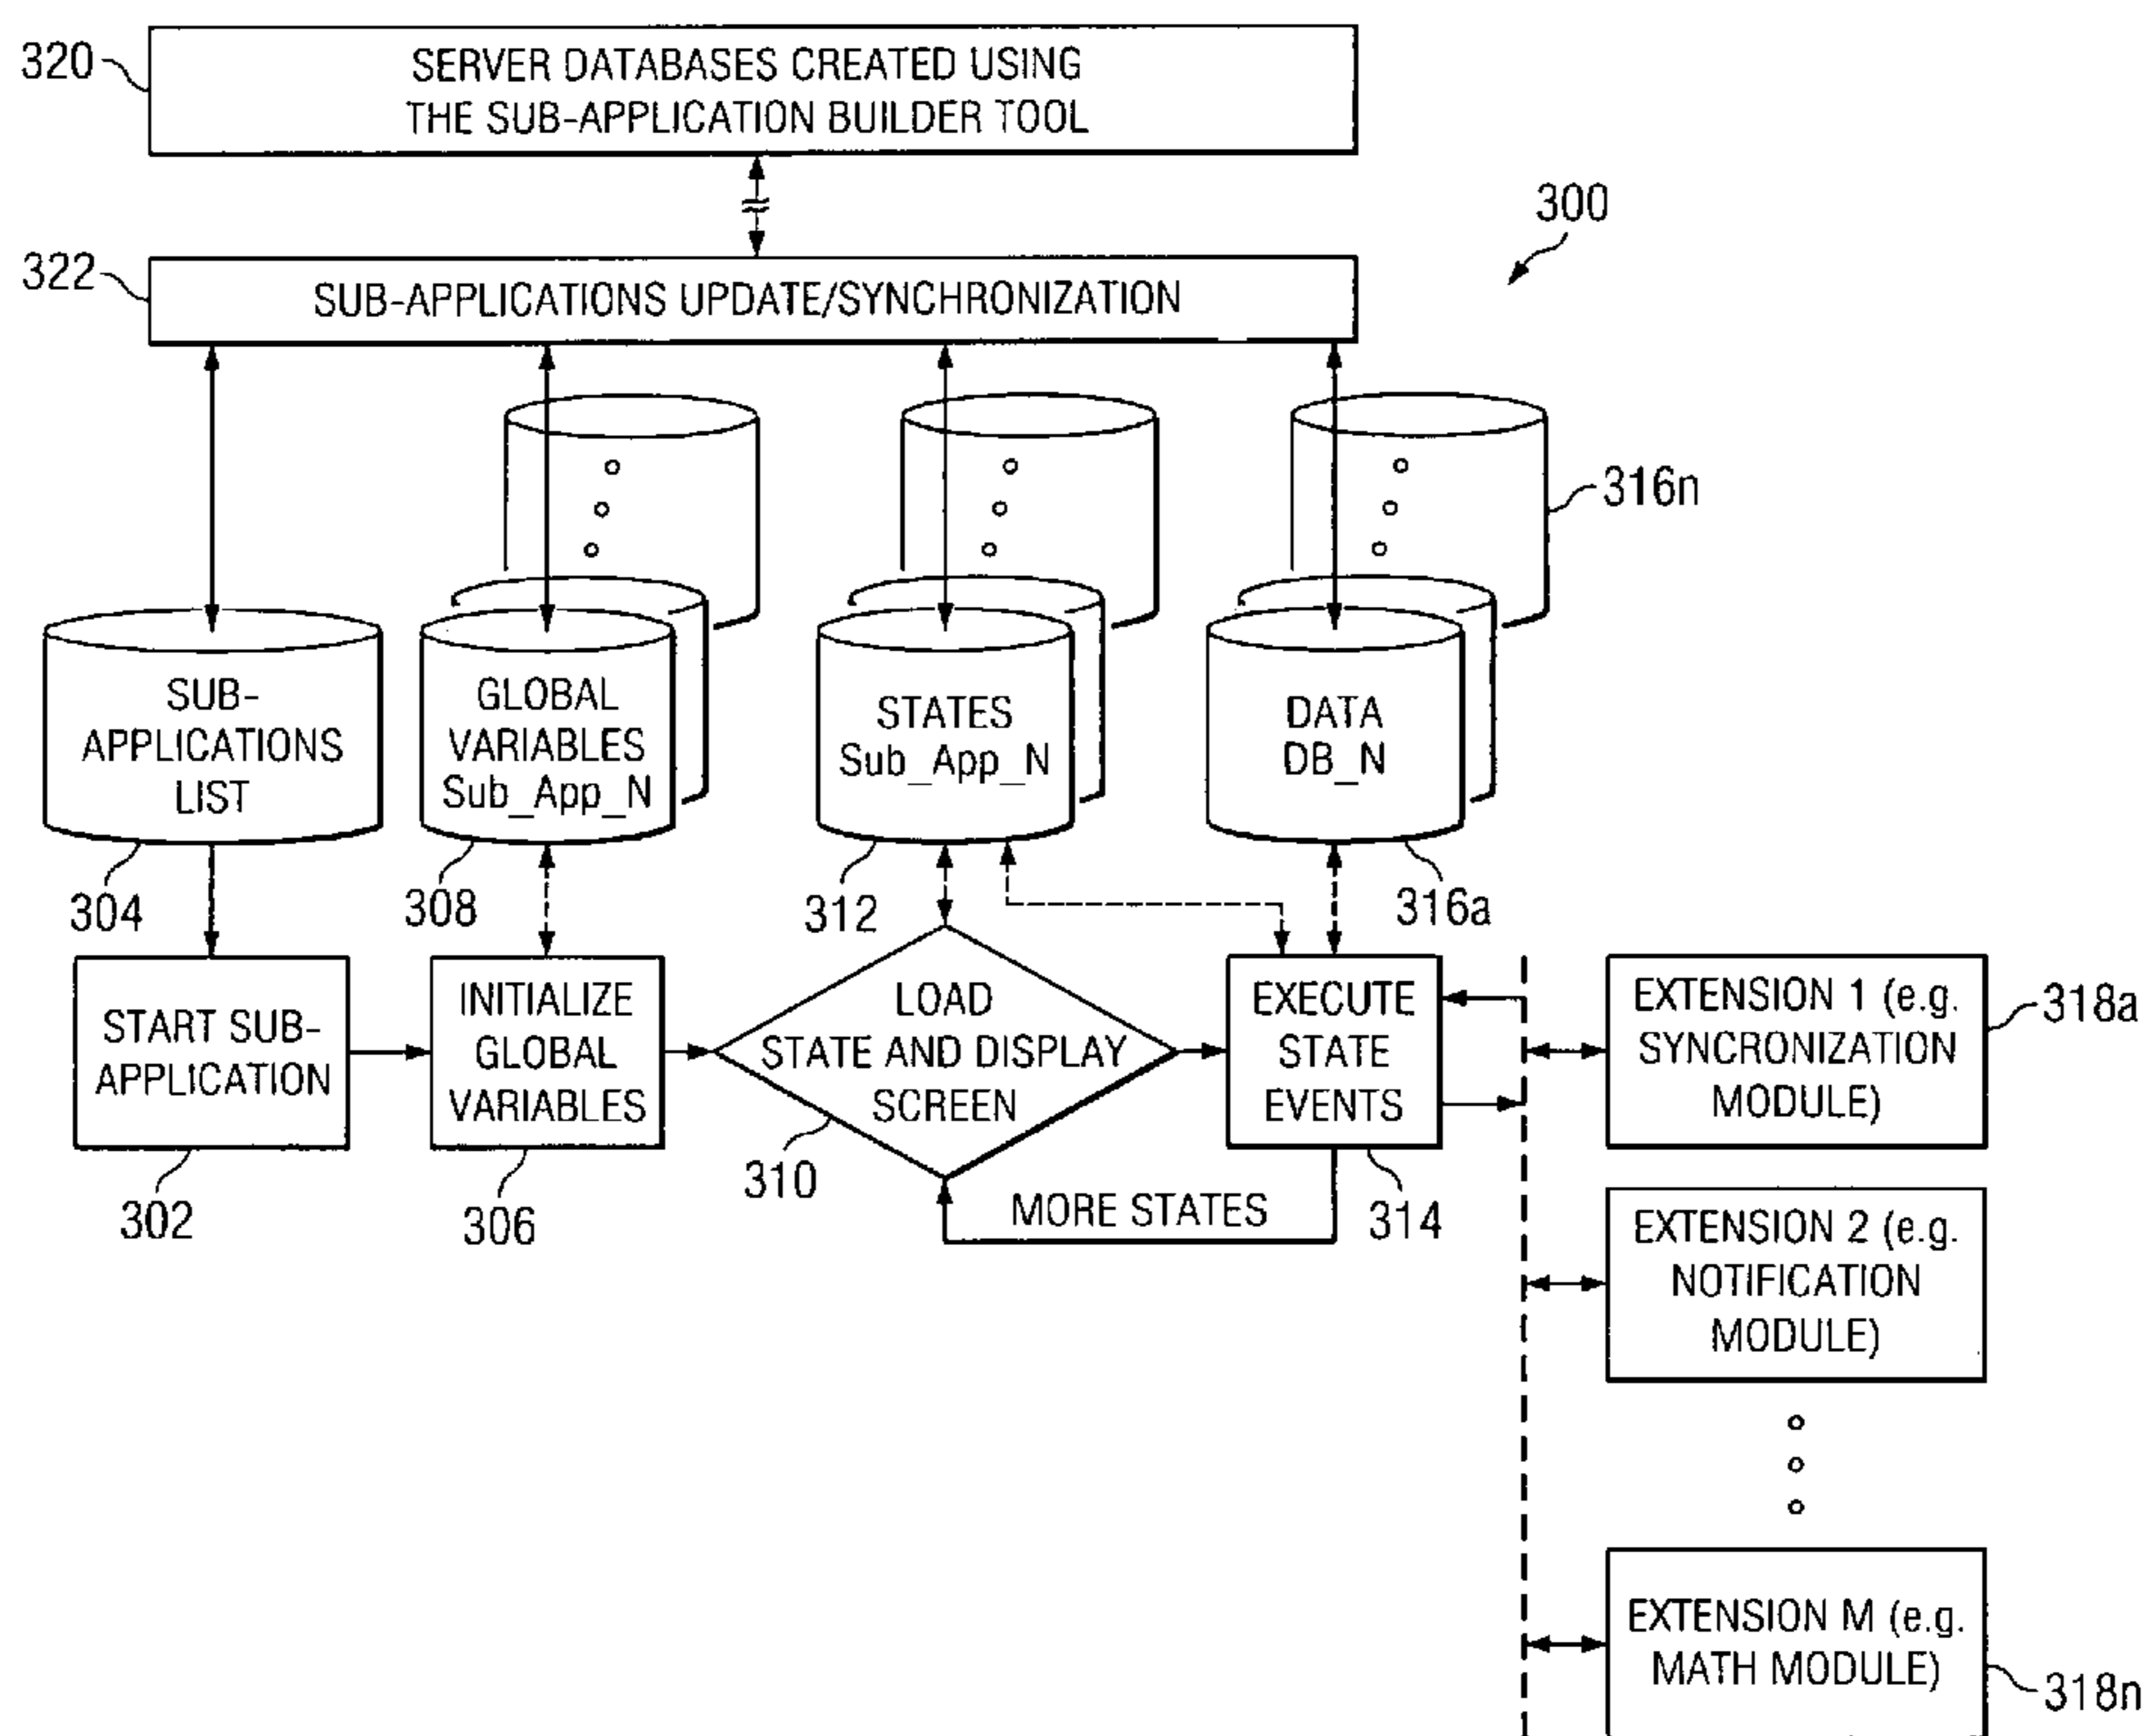 320
SERVER DATABASES CREATED USING
THE SUB-APPLICATION BUILDER TOOL
300
322
SUB-APPLICATIONS UPDATE/SYNCHRONIZATION
316n
SUB-
APPLICATIONS
LIST
GLOBAL
VARIABLES
Sub_App_N
STATES
Sub_App_N
DATA
DB_N
304
308
312
316a
START SUB-
APPLICATION
INITIALIZE
GLOBAL
VARIABLES
LOAD
STATE AND DISPLAY
SCREEN
EXECUTE
STATE
EVENTS
EXTENSION 1 (e.g.
SYNCRONIZATION
MODULE)
318a
302
306
310
MORE STATES
314
EXTENSION 2 (e.g.
NOTIFICATION
MODULE)
EXTENSION M (e.g.
MATH MODULE)
318n